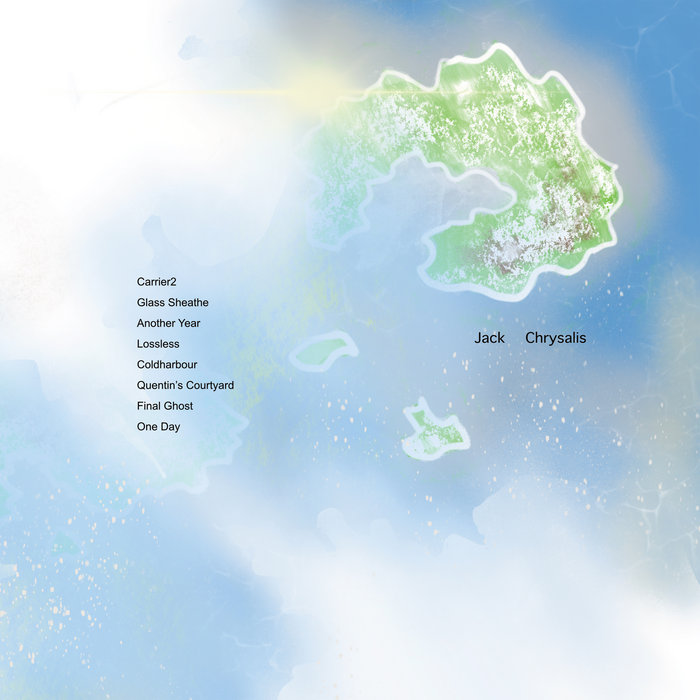 Carrier2
Glass Sheathe
Another Year
Lossless
Coldharbour
Quentin's Courtyard
Final Ghost
One Day
Jack Chrysalis